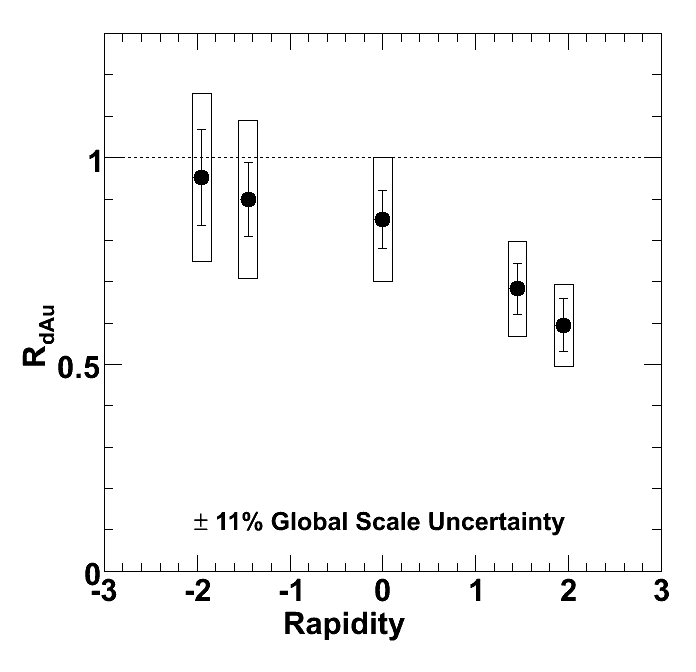 1
R_dAu
0.5
± 11% Global Scale Uncertainty
0
-3 -2 -1 0 1 2 3
Rapidity